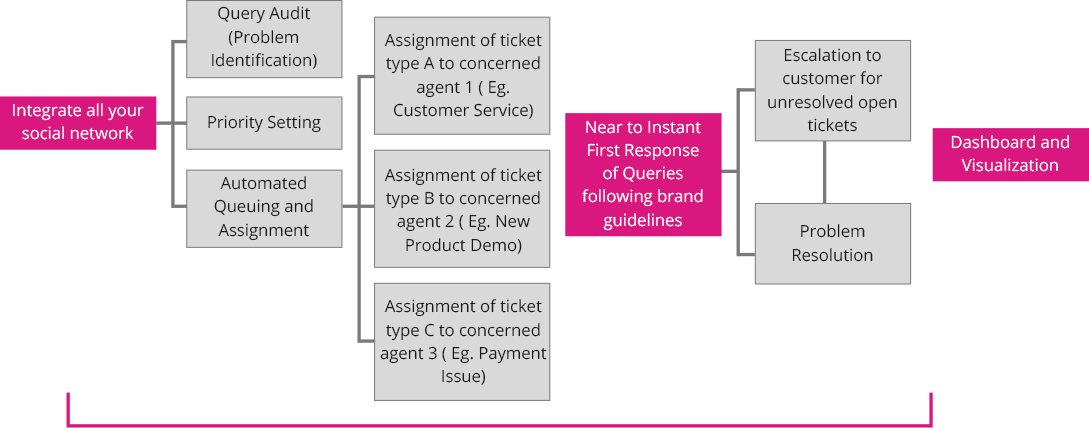 Integrate all your
social network
Query Audit
(Problem
Identification)
Priority Setting
Automated
Queuing and
Assignment
Assignment of ticket
type A to concerned
agent 1 ( Eg.
Customer Service)
Assignment of ticket
type B to concerned
agent 2 ( Eg. New
Product Demo)
Assignment of ticket
type C to concerned
agent 3 ( Eg. Payment
Issue)
Near to Instant
First Response
of Queries
following brand
guidelines
Escalation to
customer for
unresolved open
tickets
Problem
Resolution
Dashboard and
Visualization